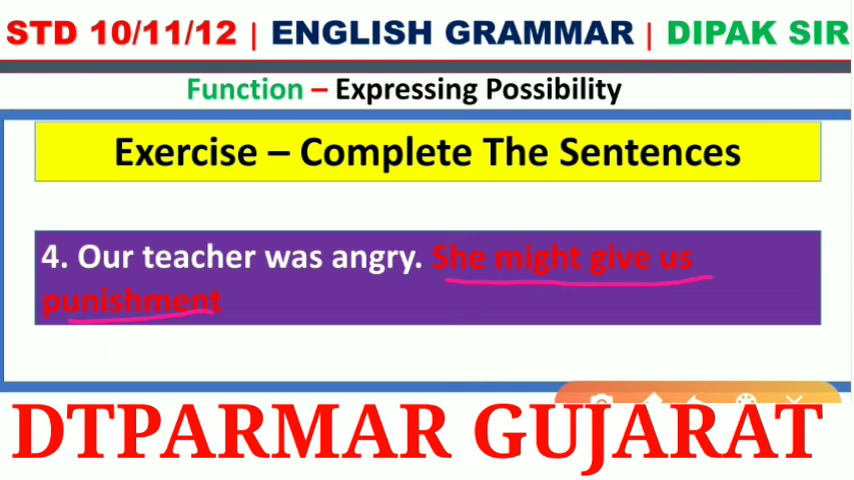 STD 10/11/12 | ENGLISH GRAMMAR | DIPAK SIR
Function – Expressing Possibility
Exercise – Complete The Sentences
4. Our teacher was angry. She might give us
punishment
DTPARMAR GUJARAT